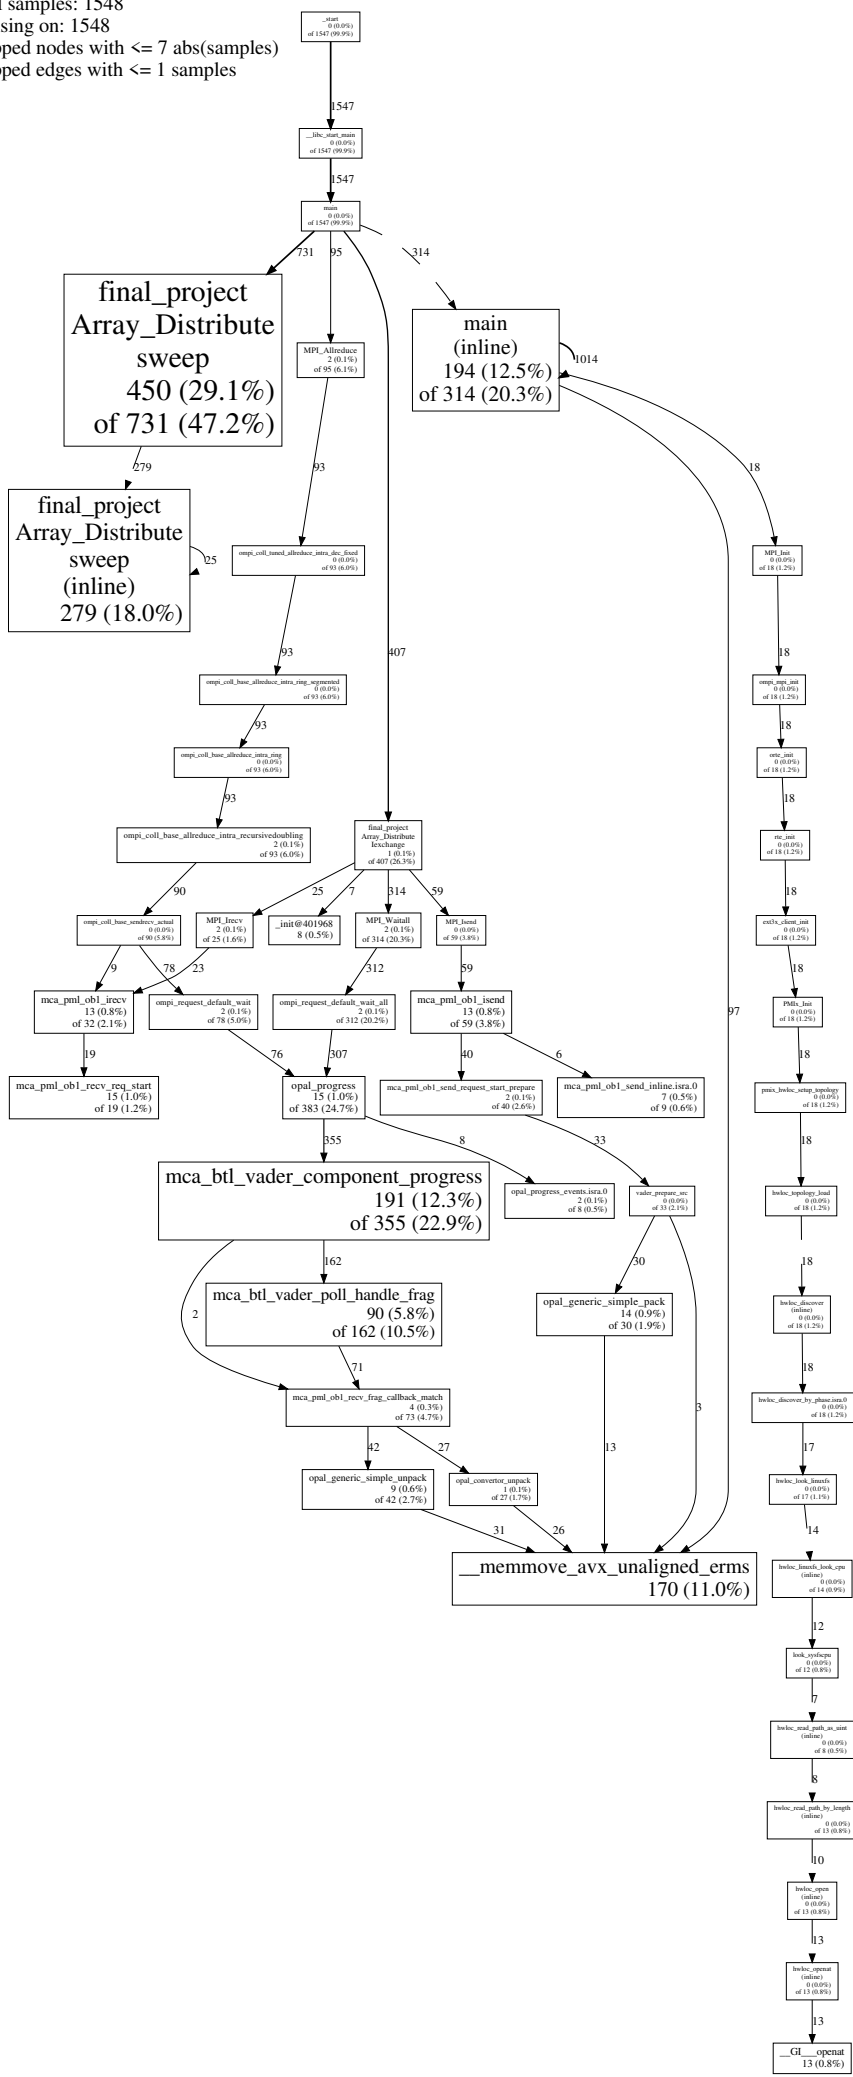 l samples: 1548
sing on: 1548
pped nodes with <= 7 abs(samples)
pped edges with <= 1 samples
_start
0 (0.0%)
of 1547 (99.9%)
1547
__libc_start_main
0 (0.0%)
of 1547 (99.9%)
1547
main
0 (0.0%)
of 1547 (99.9%)
731
95
314
final_project
Array_Distribute
sweep
450 (29.1%)
of 731 (47.2%)
MPI_Allreduce
2 (0.1%)
of 95 (6.1%)
main
(inline)
194 (12.5%)
of 314 (20.3%)
1014
279
93
18
final_project
Array_Distribute
sweep
(inline)
279 (18.0%)
25
ompi_coll_tuned_allreduce_intra_dec_fixed
0 (0.0%)
of 93 (6.0%)
MPI_Init
0 (0.0%)
of 18 (1.2%)
93
407
18
ompi_coll_base_allreduce_intra_ring_segmented
0 (0.0%)
of 93 (6.0%)
ompi_mpi_init
0 (0.0%)
of 18 (1.2%)
93
18
ompi_coll_base_allreduce_intra_ring
0 (0.0%)
of 93 (6.0%)
orte_init
0 (0.0%)
of 18 (1.2%)
93
18
ompi_coll_base_allreduce_intra_recursivedoubling
2 (0.1%)
of 93 (6.0%)
final_project
Array_Distribute
Iexchange
1 (0.1%)
of 407 (26.3%)
rte_init
0 (0.0%)
of 18 (1.2%)
90
25
7
314
59
18
ompi_coll_base_sendrecv_actual
0 (0.0%)
of 90 (5.8%)
MPI_Irecv
2 (0.1%)
of 25 (1.6%)
_init@401968
8 (0.5%)
MPI_Waitall
2 (0.1%)
of 314 (20.3%)
MPI_Isend
0 (0.0%)
of 59 (3.8%)
ext3x_client_init
0 (0.0%)
of 18 (1.2%)
9
78
23
312
59
18
mca_pml_ob1_irecv
13 (0.8%)
of 32 (2.1%)
ompi_request_default_wait
2 (0.1%)
of 78 (5.0%)
ompi_request_default_wait_all
2 (0.1%)
of 312 (20.2%)
mca_pml_ob1_isend
13 (0.8%)
of 59 (3.8%)
97
PMIx_Init
0 (0.0%)
of 18 (1.2%)
19
76
307
40
6
18
mca_pml_ob1_recv_req_start
15 (1.0%)
of 19 (1.2%)
opal_progress
15 (1.0%)
of 383 (24.7%)
mca_pml_ob1_send_request_start_prepare
2 (0.1%)
of 40 (2.6%)
mca_pml_ob1_send_inline.isra.0
7 (0.5%)
of 9 (0.6%)
pmix_hwloc_setup_topology
0 (0.0%)
of 18 (1.2%)
355
8
33
18
mca_btl_vader_component_progress
191 (12.3%)
of 355 (22.9%)
opal_progress_events.isra.0
2 (0.1%)
of 8 (0.5%)
vader_prepare_src
0 (0.0%)
of 33 (2.1%)
hwloc_topology_load
0 (0.0%)
of 18 (1.2%)
162
30
18
2
mca_btl_vader_poll_handle_frag
90 (5.8%)
of 162 (10.5%)
opal_generic_simple_pack
14 (0.9%)
of 30 (1.9%)
hwloc_discover
(inline)
0 (0.0%)
of 18 (1.2%)
71
18
mca_pml_ob1_recv_frag_callback_match
4 (0.3%)
of 73 (4.7%)
3
hwloc_discover_by_phase.isra.0
0 (0.0%)
of 18 (1.2%)
42
27
13
17
opal_generic_simple_unpack
9 (0.6%)
of 42 (2.7%)
opal_convertor_unpack
1 (0.1%)
of 27 (1.7%)
hwloc_look_linuxfs
0 (0.0%)
of 17 (1.1%)
31
26
14
__memmove_avx_unaligned_erms
170 (11.0%)
hwloc_linuxfs_look_cpu
(inline)
0 (0.0%)
of 14 (0.9%)
12
look_sysfscpu
0 (0.0%)
of 12 (0.8%)
7
hwloc_read_path_as_uint
(inline)
0 (0.0%)
of 8 (0.5%)
8
hwloc_read_path_by_length
(inline)
0 (0.0%)
of 13 (0.8%)
10
hwloc_open
(inline)
0 (0.0%)
of 13 (0.8%)
13
hwloc_openat
(inline)
0 (0.0%)
of 13 (0.8%)
13
__GI___openat
13 (0.8%)